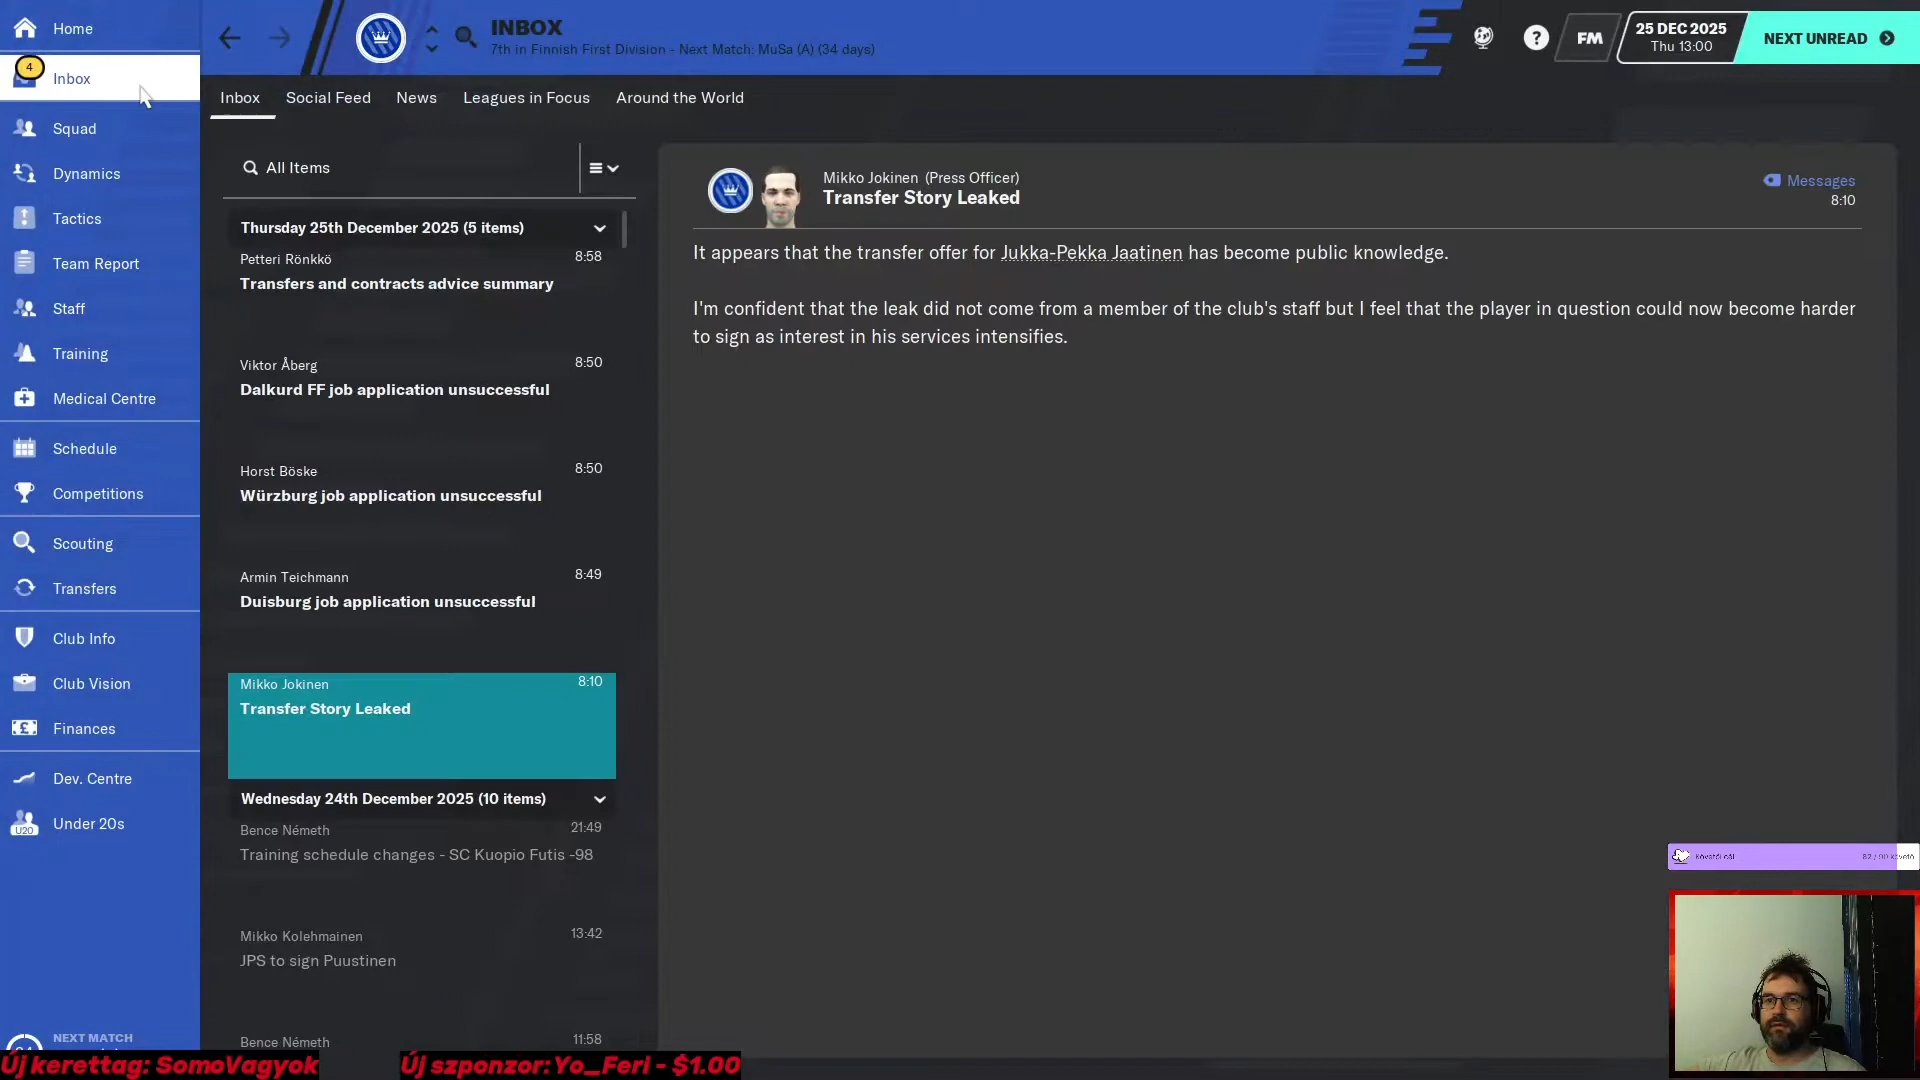 Home
4
Inbox
Squad
Dynamics
Tactics
Team Report
Staff
Training
Medical Centre
Schedule
Competitions
Scouting
Transfers
Club Info
Club Vision
Finances
Dev. Centre
U20
Under 20s
NEXT MATCH
INBOX
7th in Finnish First Division - Next Match: MuSa (A) (34 days)
?
FM
25 DEC 2025
Thu 13:00
NEXT UNREAD
Inbox
Social Feed
News
Leagues in Focus
Around the World
All Items
Thursday 25th December 2025 (5 items)
Petteri Rönkkö
8:58
Transfers and contracts advice summary
Viktor Åberg
8:50
Dalkurd FF job application unsuccessful
Horst Böske
8:50
Würzburg job application unsuccessful
Armin Teichmann
8:49
Duisburg job application unsuccessful
Mikko Jokinen
8:10
Transfer Story Leaked
Wednesday 24th December 2025 (10 items)
Bence Németh
21:49
Training schedule changes - SC Kuopio Futis -98
Mikko Kolehmainen
13:42
JPS to sign Puustinen
Bence Németh
11:58
Mikko Jokinen (Press Officer)
Transfer Story Leaked
Messages
8:10
It appears that the transfer offer for Jukka-Pekka Jaatinen has become public knowledge.
I'm confident that the leak did not come from a member of the club's staff but I feel that the player in question could now become harder
to sign as interest in his services intensifies.
Követői cél
82 / 90 követő
Új kerettag: SomoVagyok
Új szponzor: Yo_Feri - $1.00